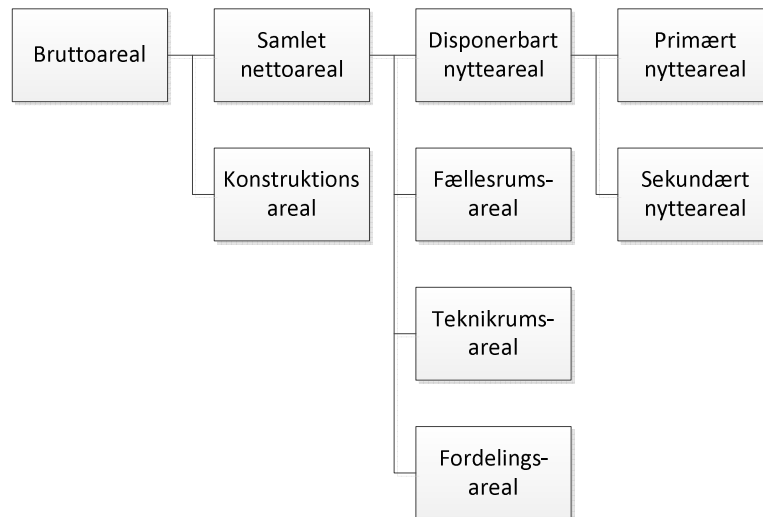 Bruttoareal
Samlet
nettoareal
Disponerbart
nytteareal
Primært
nytteareal
Konstruktions
areal
Fællesrums-
areal
Sekundært
nytteareal
Teknikrums-
areal
Fordelings-
areal